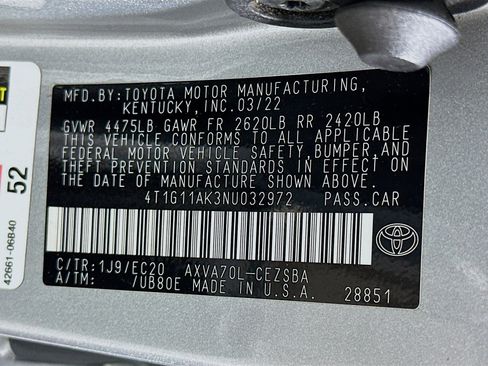 MFD.BY:TOYOTA MOTOR MANUFACTURING,
KENTUCKY,INC.03/22
GVWR 4475LB GAWR FR 2620LB RR 2420LB
THIS VEHICLE CONFORMS TO ALL APPLICABLE
FEDERAL MOTOR VEHICLE SAFETY,BUMPER,AND
THEFT PREVENTION STANDARDS IN EFFECT
ON THE DATE OF MANUFACTURE SHOWN ABOVE.
4T1G11AK3NU032972 PASS.CAR
C/TR:1J9/EC20 AXVA70L-CEZSBA
A/TM: /UB80E MADE IN U.S.A. 28851
52
42661-06B40